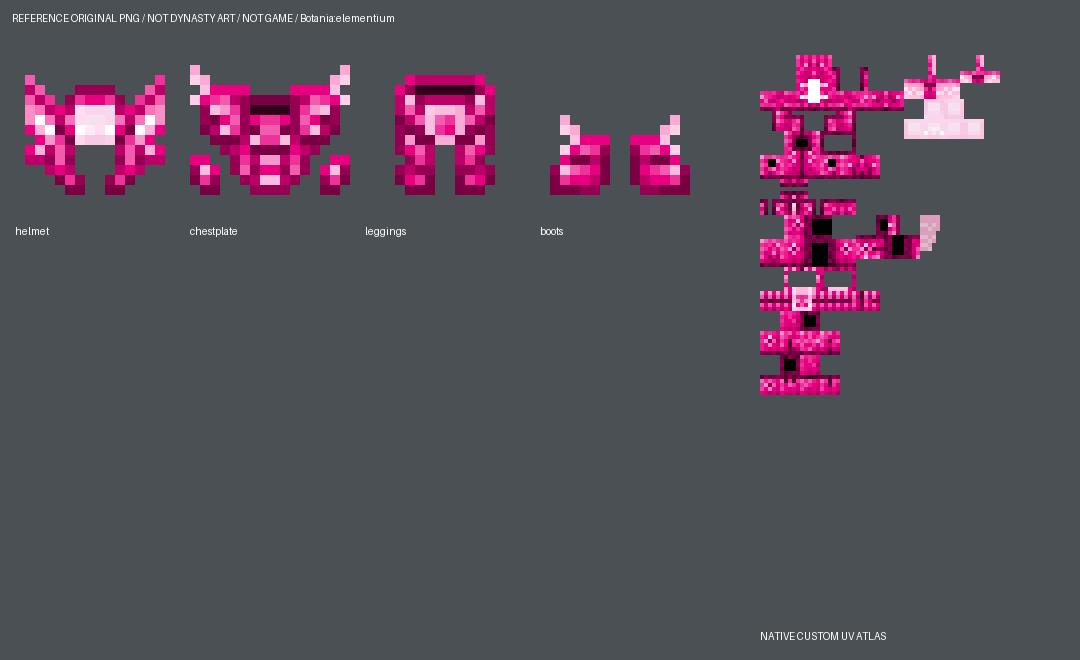 REFERENCE ORIGINAL PNG / NOT DYNASTY ART / NOT GAME / Botania:elementium
helmet
chestplate
leggings
boots
NATIVE CUSTOM UV ATLAS